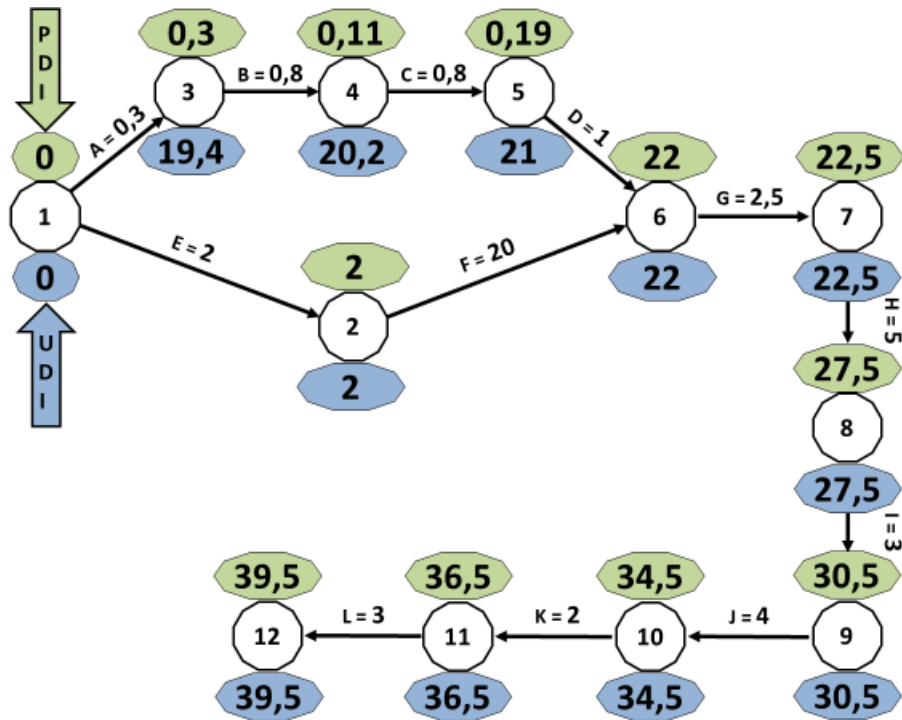 P
D
I
0
1
0
U
D
I
A = 0,3
0,3
3
19,4
B = 0,8
0,11
4
20,2
C = 0,8
0,19
5
21
D = 1
E = 2
2
2
2
F = 20
22
6
22
G = 2,5
22,5
7
22,5
H = 5
27,5
8
27,5
I = 3
30,5
9
30,5
J = 4
34,5
10
34,5
K = 2
36,5
11
36,5
L = 3
39,5
12
39,5